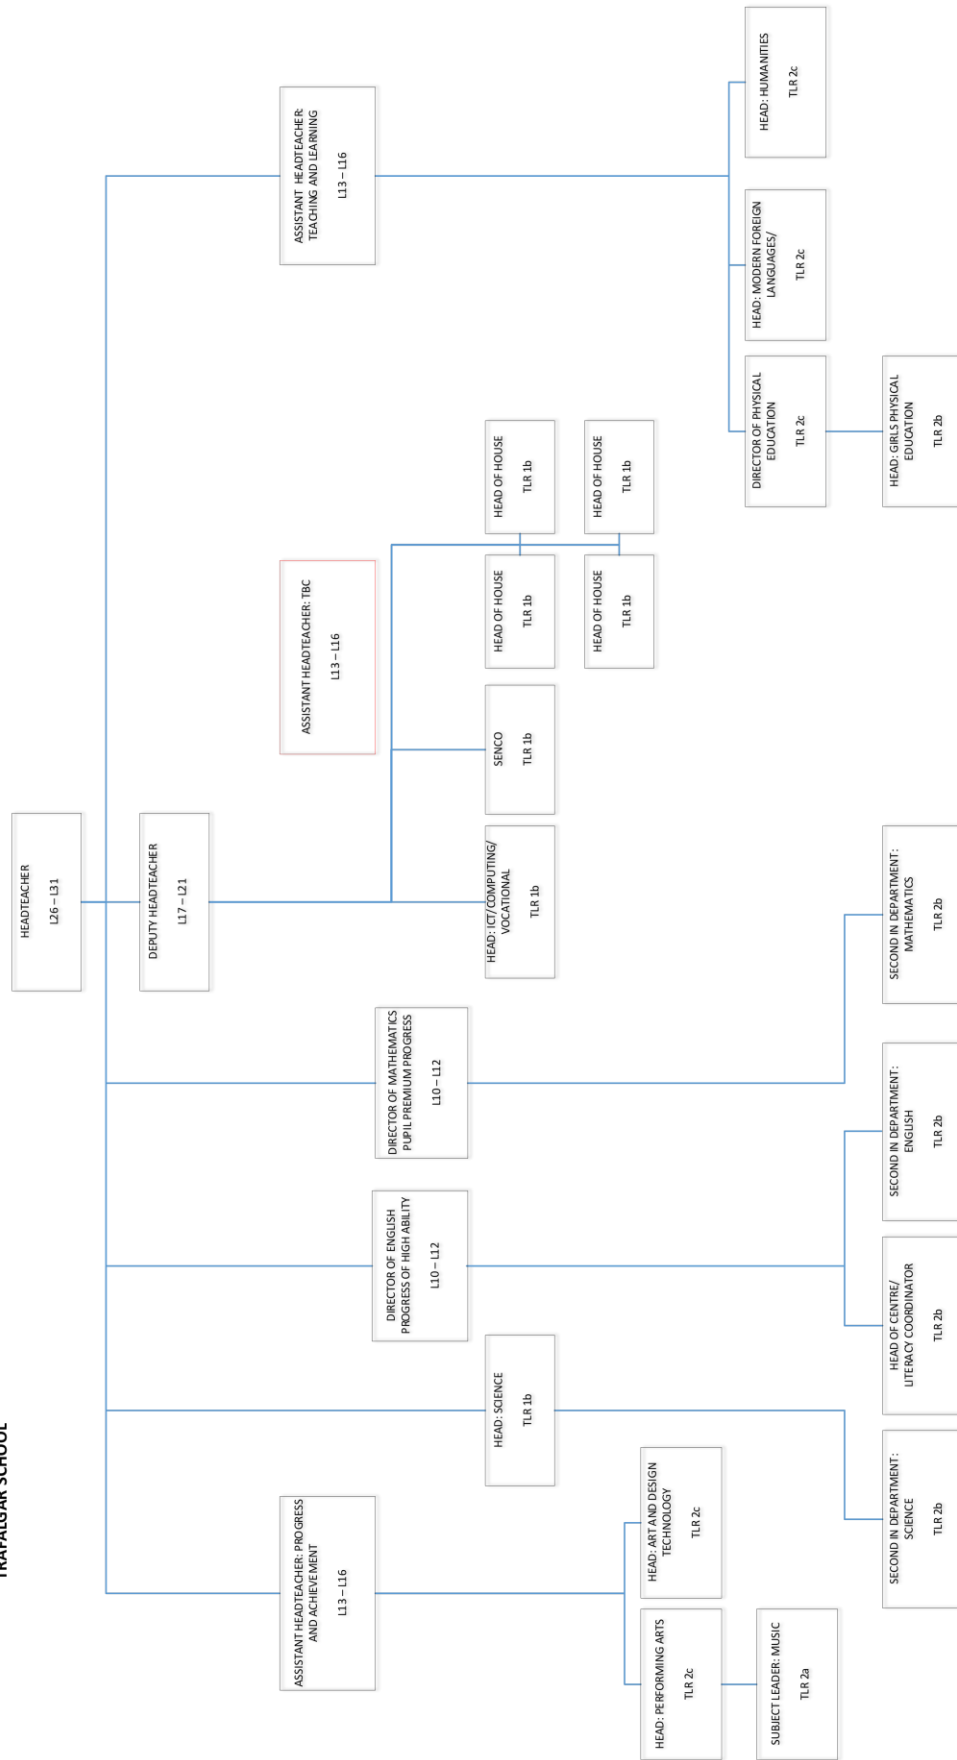 TRAFALGAR SCHOOL
HEADTEACHER
L26 – L31
DEPUTY HEADTEACHER
L17 – L21
ASSISTANT HEADTEACHER: PROGRESS
AND ACHIEVEMENT
L13 – L16
ASSISTANT HEADTEACHER: TBC
L13 – L16
ASSISTANT HEADTEACHER:
TEACHING AND LEARNING
L13 – L16
DIRECTOR OF ENGLISH
PROGRESS OF HIGH ABILITY
L10 – L12
DIRECTOR OF MATHEMATICS
PUPIL PREMIUM PROGRESS
L10 – L12
HEAD: SCIENCE
TLR 1b
HEAD: ICT/COMPUTING/
VOCATIONAL
TLR 1b
SENCO
TLR 1b
HEAD OF HOUSE
TLR 1b
HEAD OF HOUSE
TLR 1b
HEAD OF HOUSE
TLR 1b
HEAD OF HOUSE
TLR 1b
HEAD: PERFORMING ARTS
TLR 2c
HEAD: ART AND DESIGN
TECHNOLOGY
TLR 2c
SUBJECT LEADER: MUSIC
TLR 2a
DIRECTOR OF PHYSICAL
EDUCATION
TLR 2c
HEAD: MODERN FOREIGN
LANGUAGES/
TLR 2c
HEAD: HUMANITIES
TLR 2c
SECOND IN DEPARTMENT:
SCIENCE
TLR 2b
HEAD OF CENTRE/
LITERACY COORDINATOR
TLR 2b
SECOND IN DEPARTMENT:
ENGLISH
TLR 2b
SECOND IN DEPARTMENT:
MATHEMATICS
TLR 2b
HEAD: GIRLS PHYSICAL
EDUCATION
TLR 2b